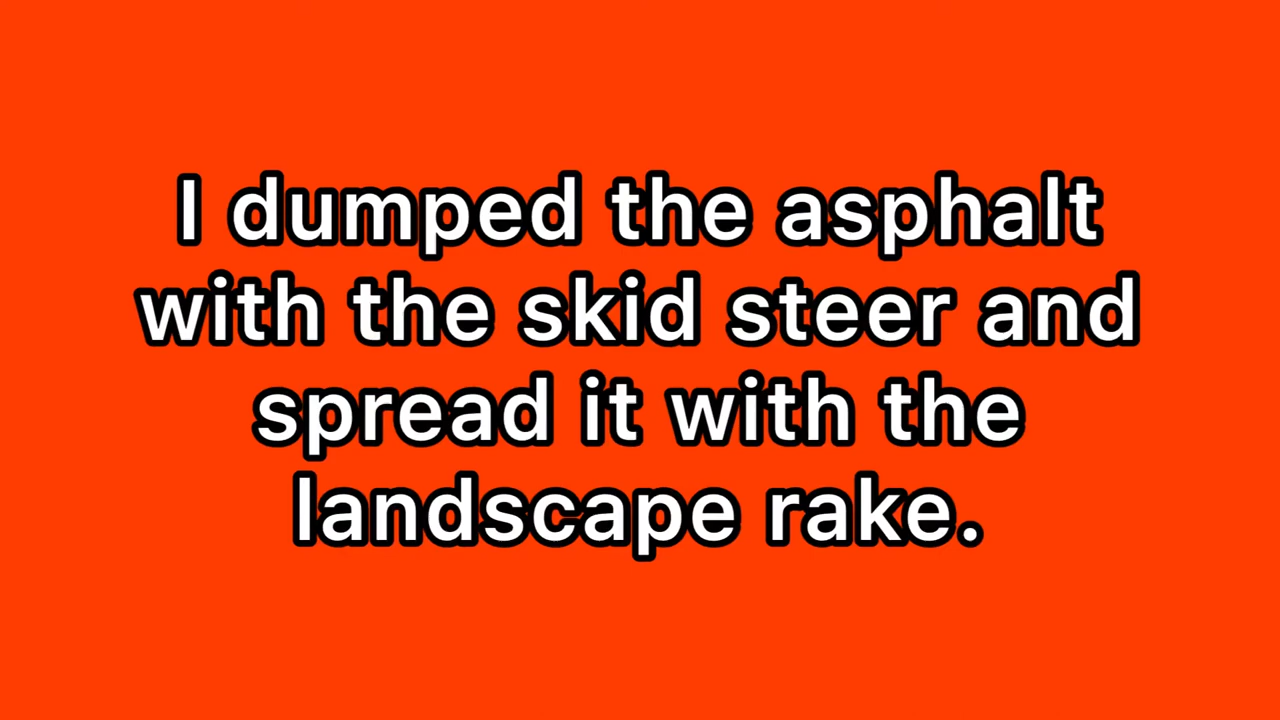 I dumped the asphalt
with the skid steer and
spread it with the
landscape rake.